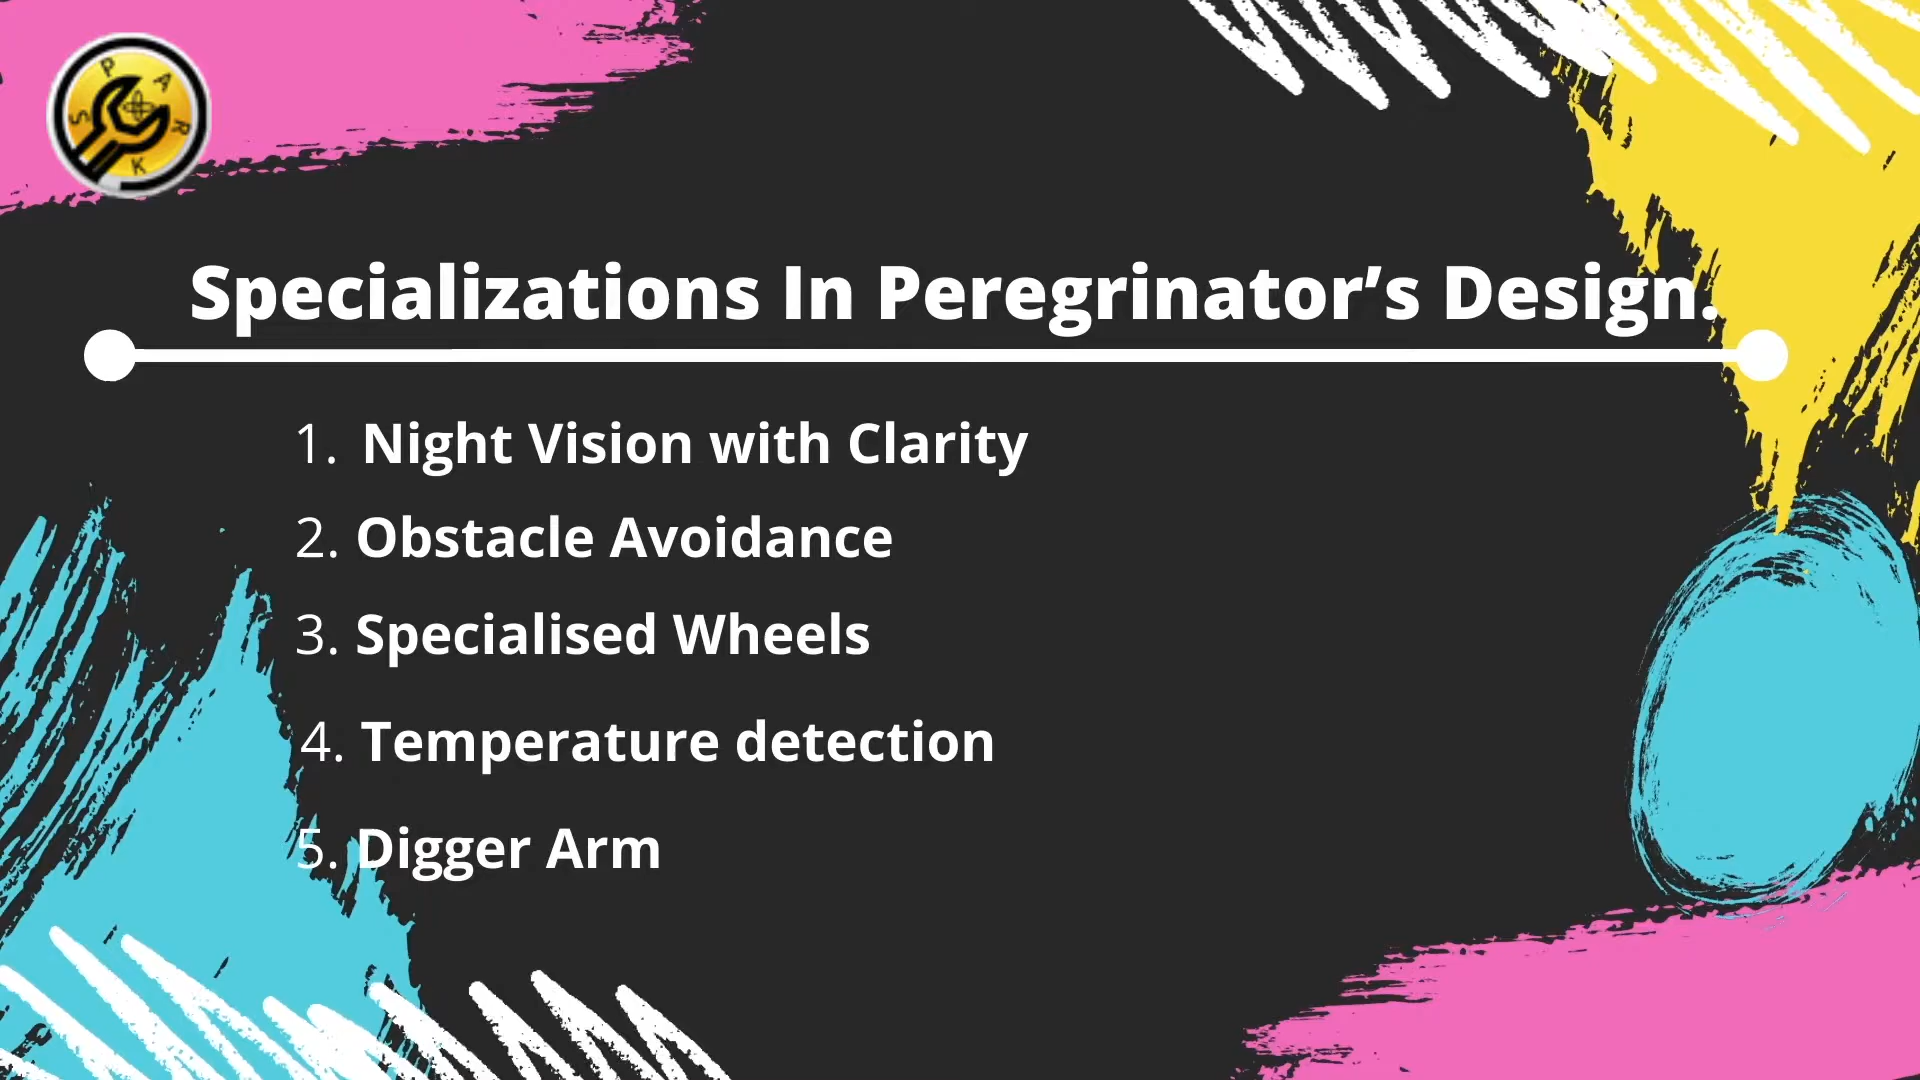 SPARK
Specializations In Peregrinator’s Design.
1. Night Vision with Clarity
2. Obstacle Avoidance
3. Specialised Wheels
4. Temperature detection
5. Digger Arm